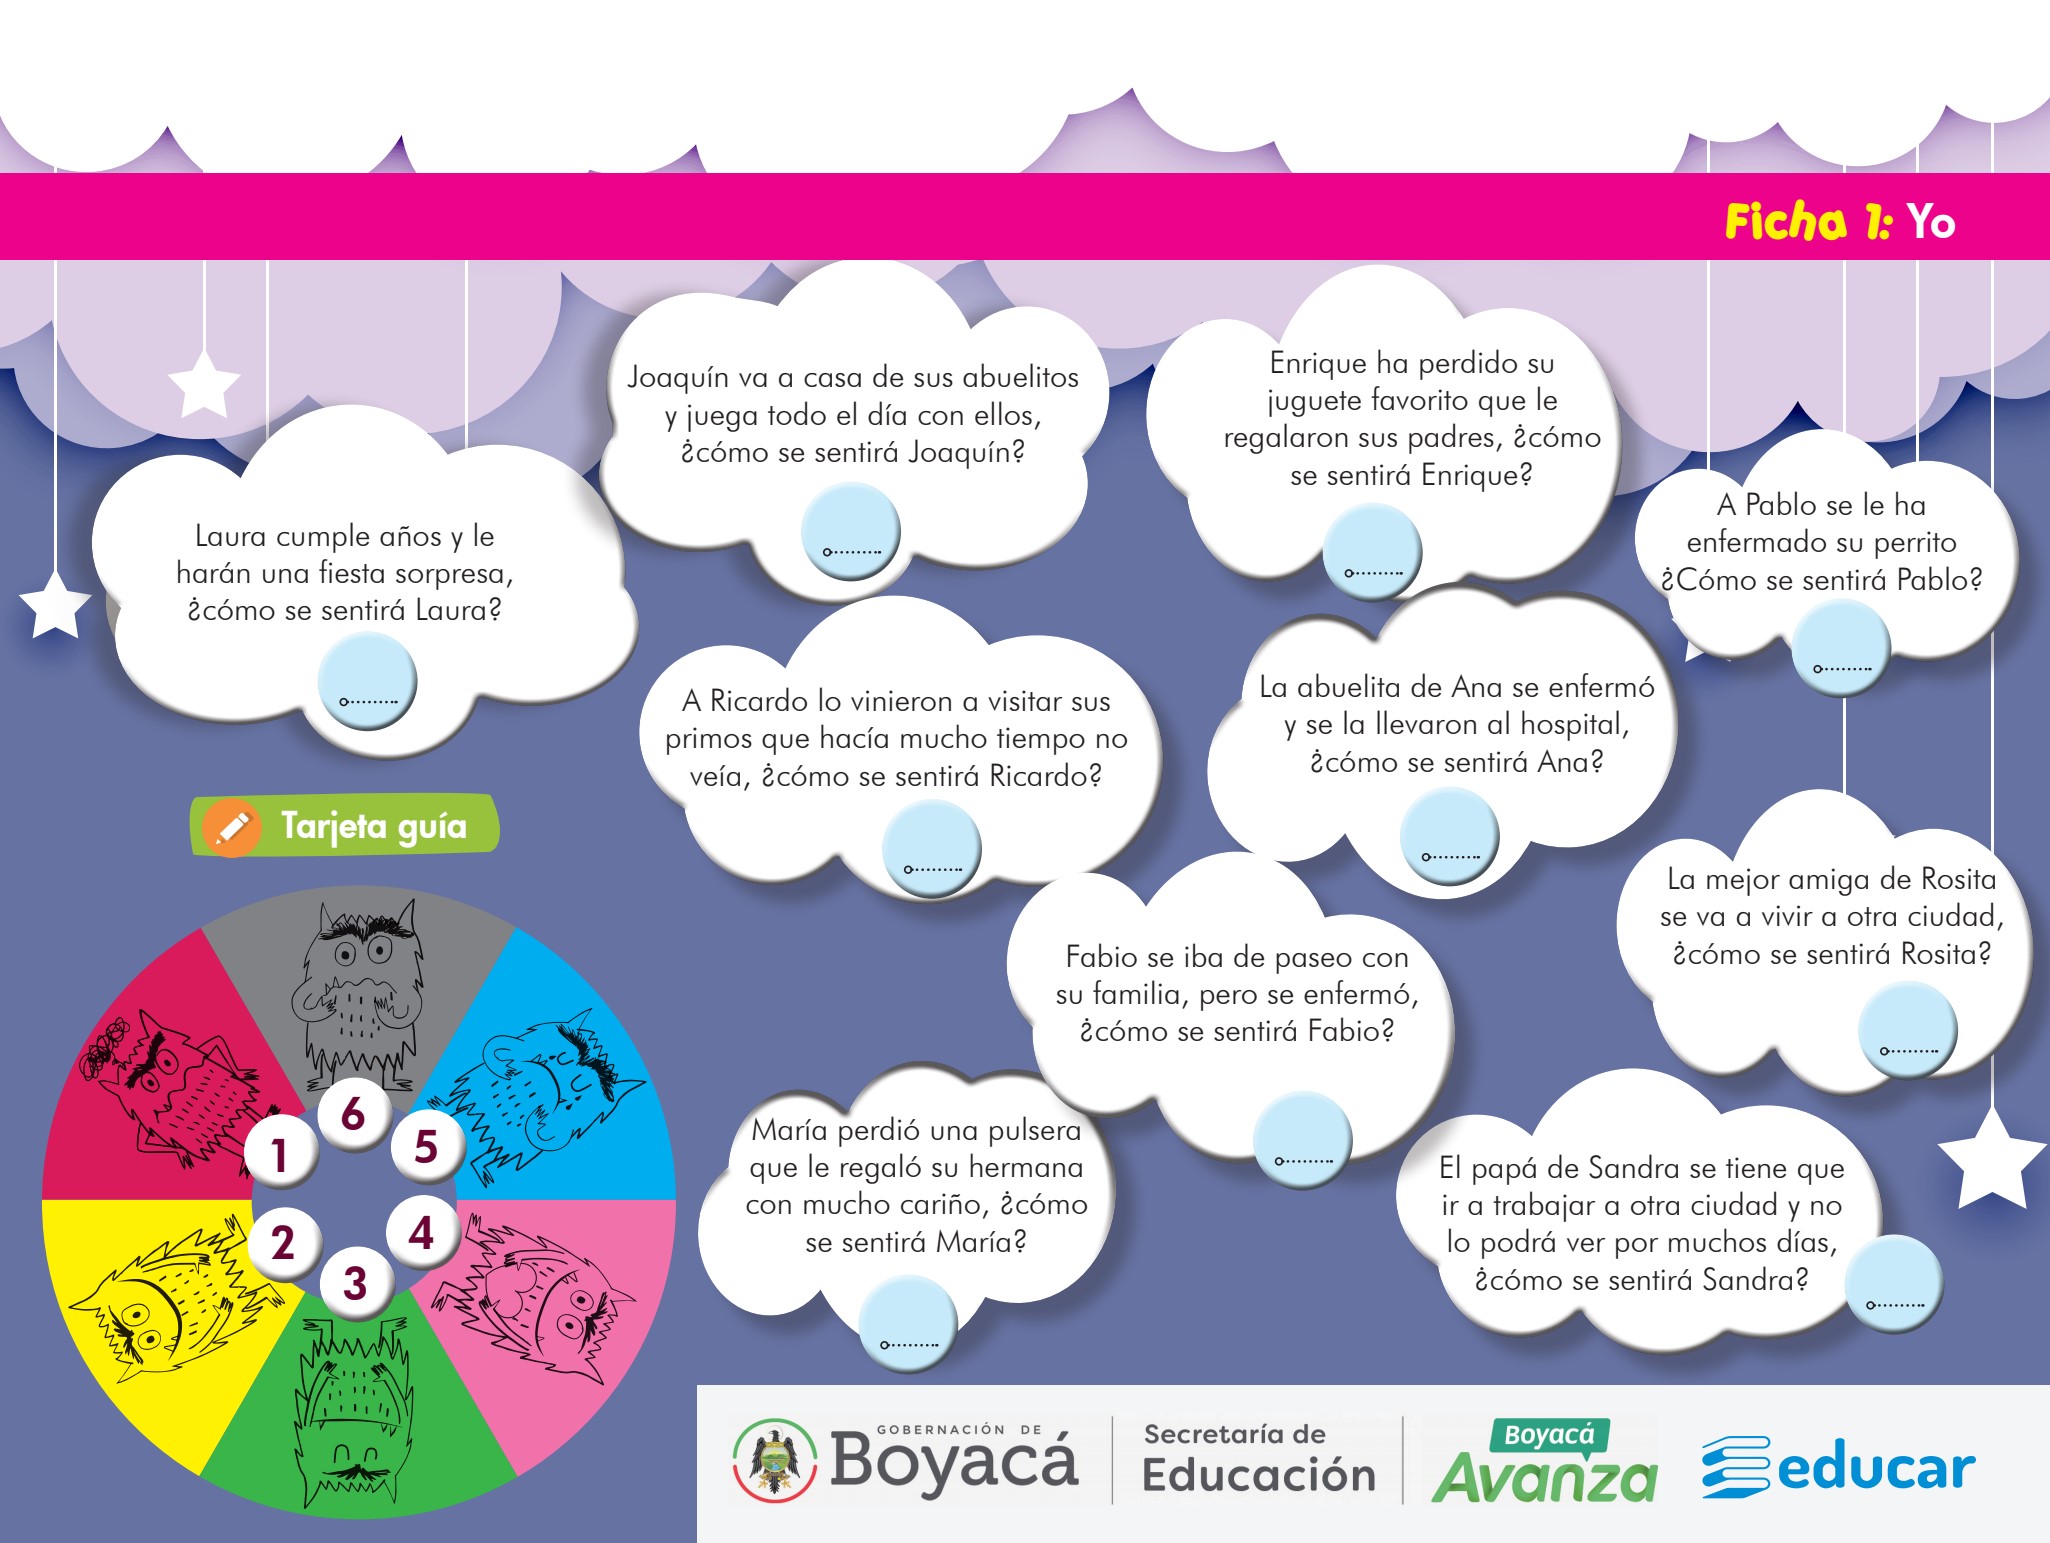 Ficha 1: Yo
Laura cumple años y le
harán una fiesta sorpresa,
¿cómo se sentirá Laura?
Joaquín va a casa de sus abuelitos
y juega todo el día con ellos,
¿cómo se sentirá Joaquín?
Enrique ha perdido su
juguete favorito que le
regalaron sus padres, ¿cómo
se sentirá Enrique?
A Pablo se le ha
enfermado su perrito
¿Cómo se sentirá Pablo?
A Ricardo lo vinieron a visitar sus
primos que hacía mucho tiempo no
veía, ¿cómo se sentirá Ricardo?
La abuelita de Ana se enfermó
y se la llevaron al hospital,
¿cómo se sentirá Ana?
La mejor amiga de Rosita
se va a vivir a otra ciudad,
¿cómo se sentirá Rosita?
Fabio se iba de paseo con
su familia, pero se enfermó,
¿cómo se sentirá Fabio?
María perdió una pulsera
que le regaló su hermana
con mucho cariño, ¿cómo
se sentirá María?
El papá de Sandra se tiene que
ir a trabajar a otra ciudad y no
lo podrá ver por muchos días,
¿cómo se sentirá Sandra?
Tarjeta guía
6
1
5
2
4
3
GOBERNACIÓN DE
Boyacá
Secretaría de
Educación
Boyacá
Avanza
educar